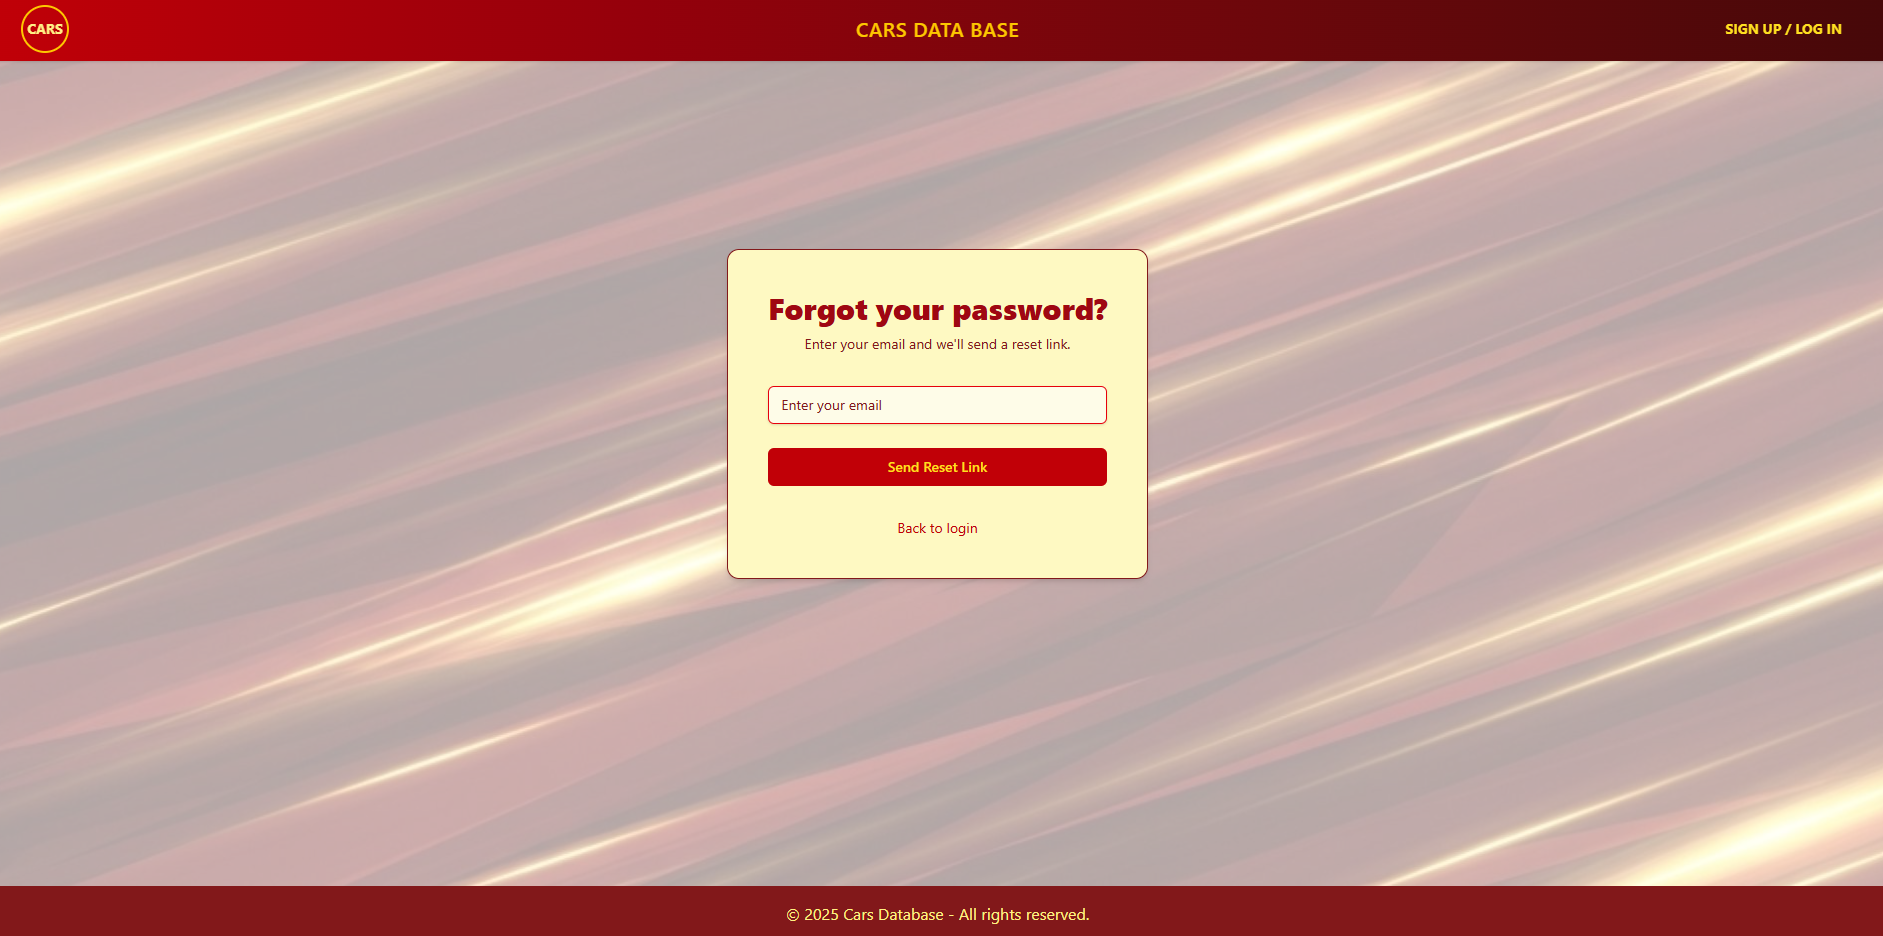 CARS
CARS DATA BASE
SIGN UP / LOG IN
Forgot your password?
Enter your email and we'll send a reset link.
Enter your email
Send Reset Link
Back to login
© 2025 Cars Database - All rights reserved.